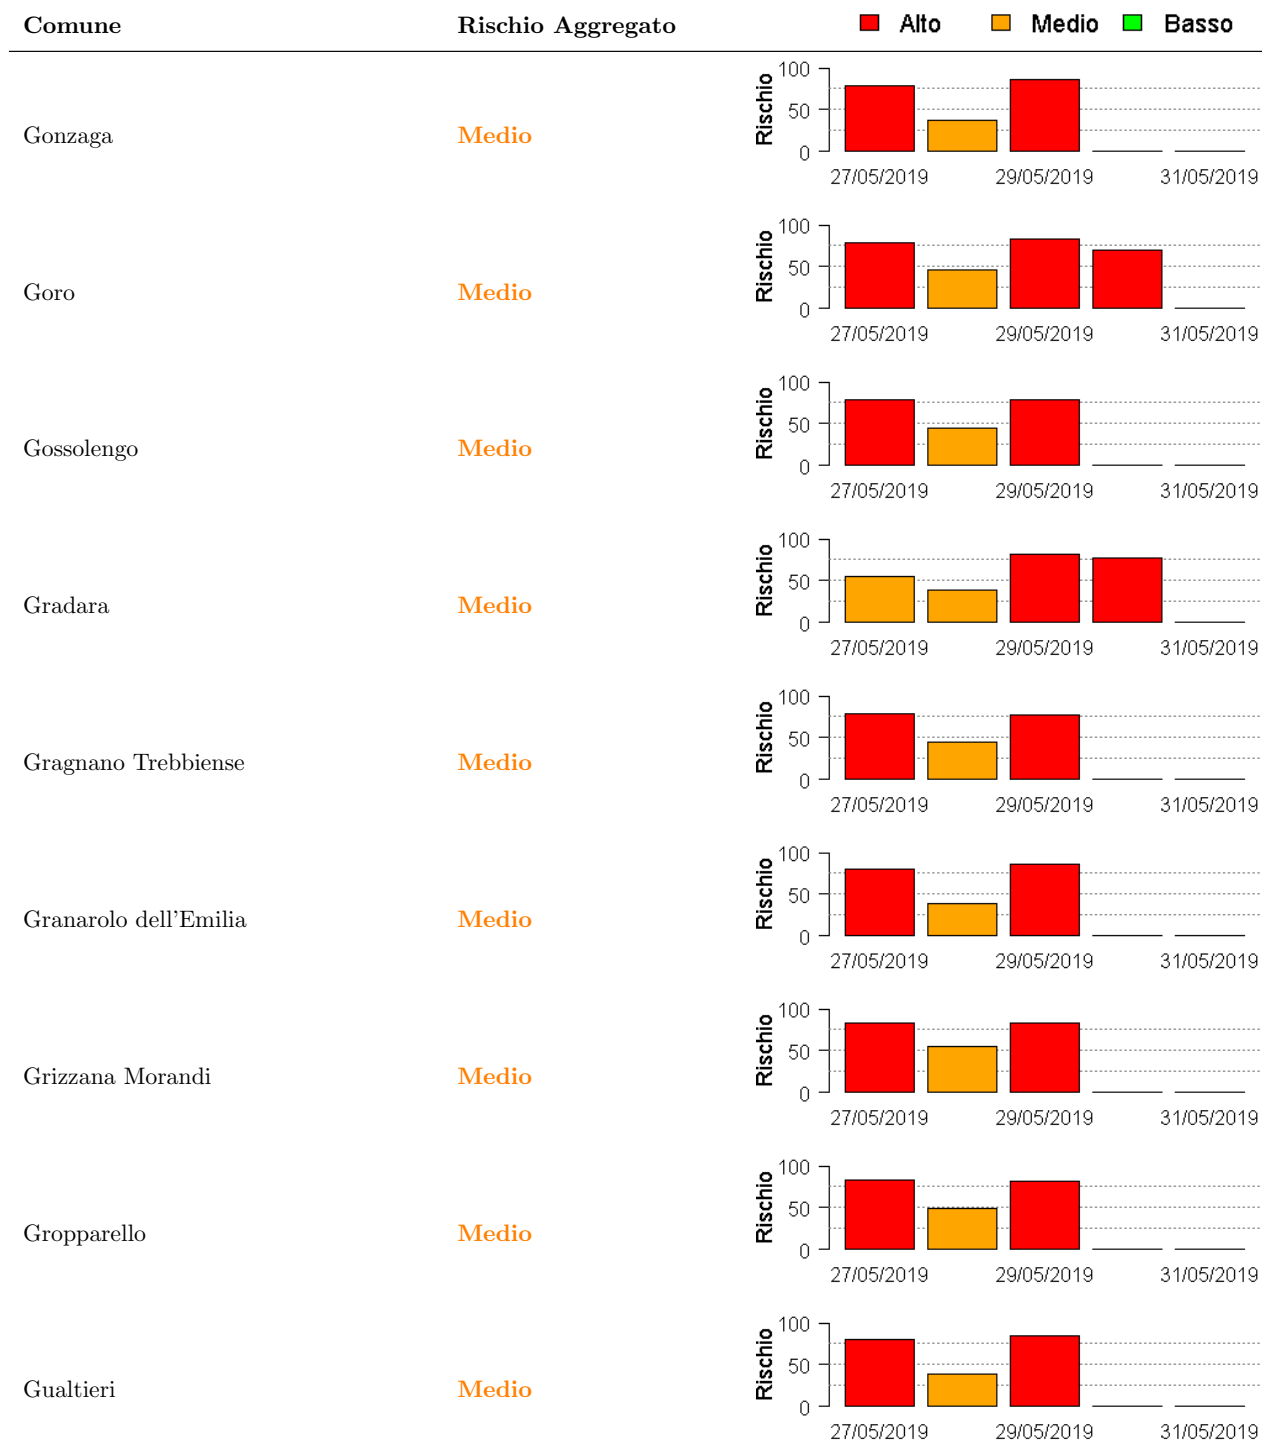 Comune Rischio Aggregato Alto Medio Basso
Gonzaga Medio Rischio 100 50 0
27/05/2019 29/05/2019 31/05/2019
Goro Medio Rischio 100 50 0
27/05/2019 29/05/2019 31/05/2019
Gossolengo Medio Rischio 100 50 0
27/05/2019 29/05/2019 31/05/2019
Gradara Medio Rischio 100 50 0
27/05/2019 29/05/2019 31/05/2019
Gragnano Trebbiense Medio Rischio 100 50 0
27/05/2019 29/05/2019 31/05/2019
Granarolo dell'Emilia Medio Rischio 100 50 0
27/05/2019 29/05/2019 31/05/2019
Grizzana Morandi Medio Rischio 100 50 0
27/05/2019 29/05/2019 31/05/2019
Gropparello Medio Rischio 100 50 0
27/05/2019 29/05/2019 31/05/2019
Gualtieri Medio Rischio 100 50 0
27/05/2019 29/05/2019 31/05/2019